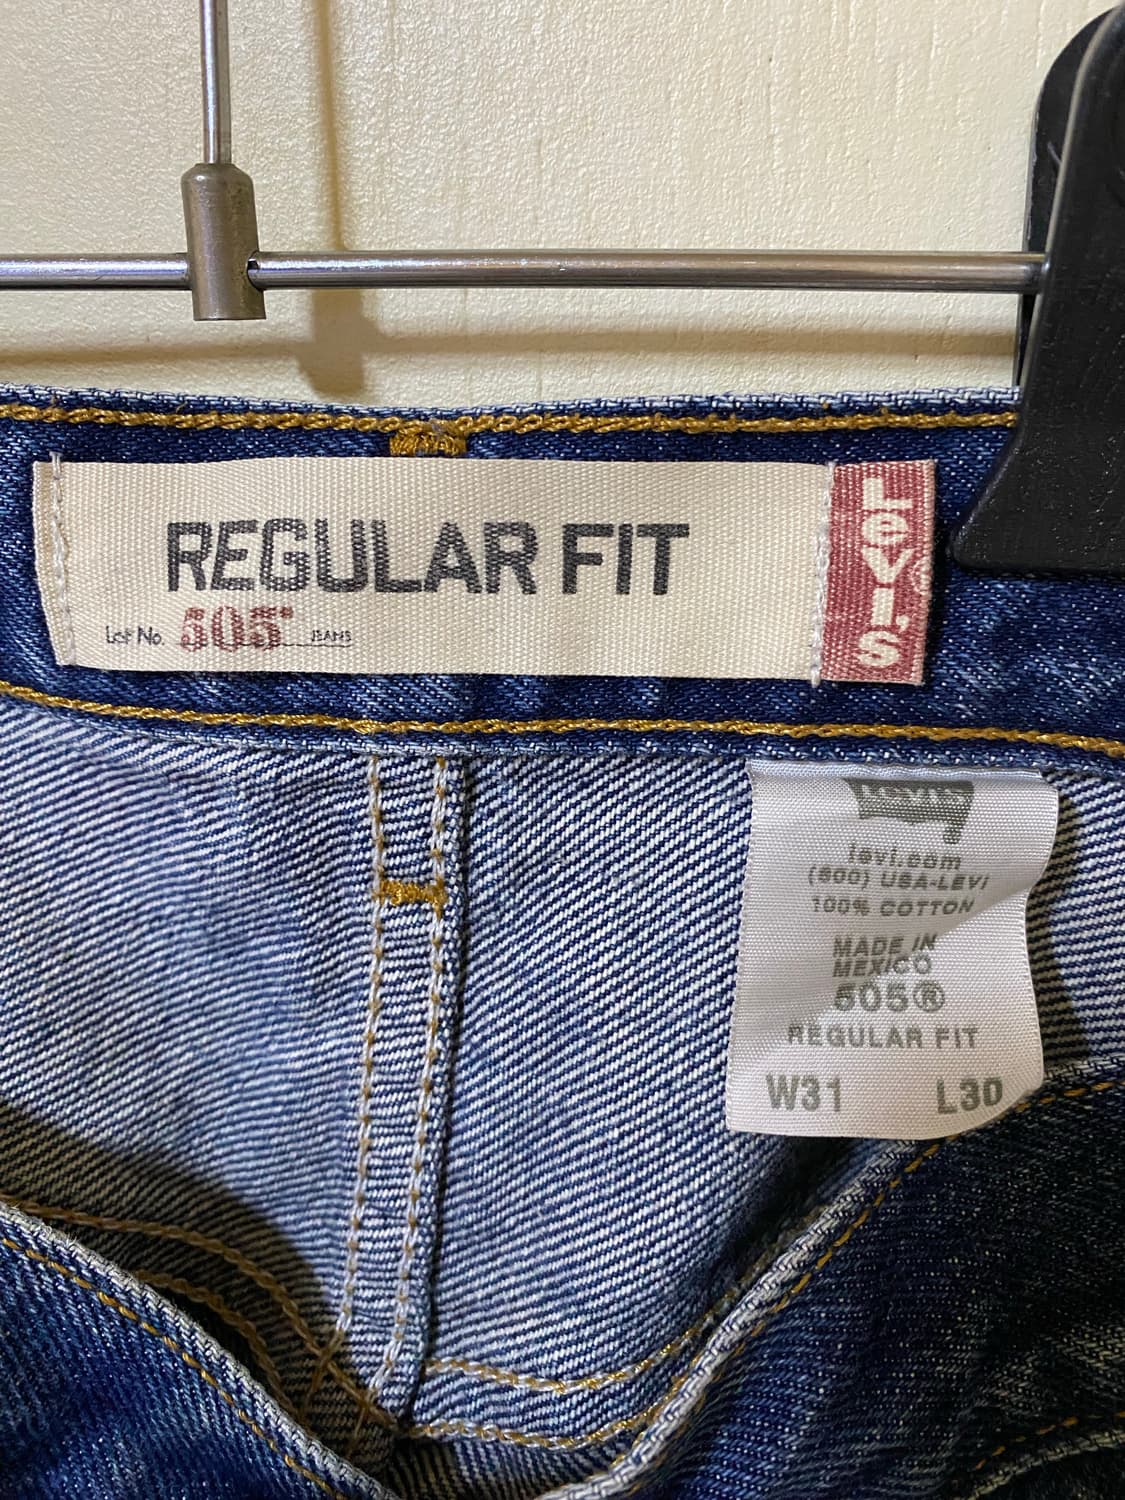 REGULAR FIT
Lot No. 505® JEANS
LeVI'S
Levi's
levi.com
(800) USA-LEVI
100% COTTON
MADE IN
MEXICO
505®
REGULAR FIT
W31 L30